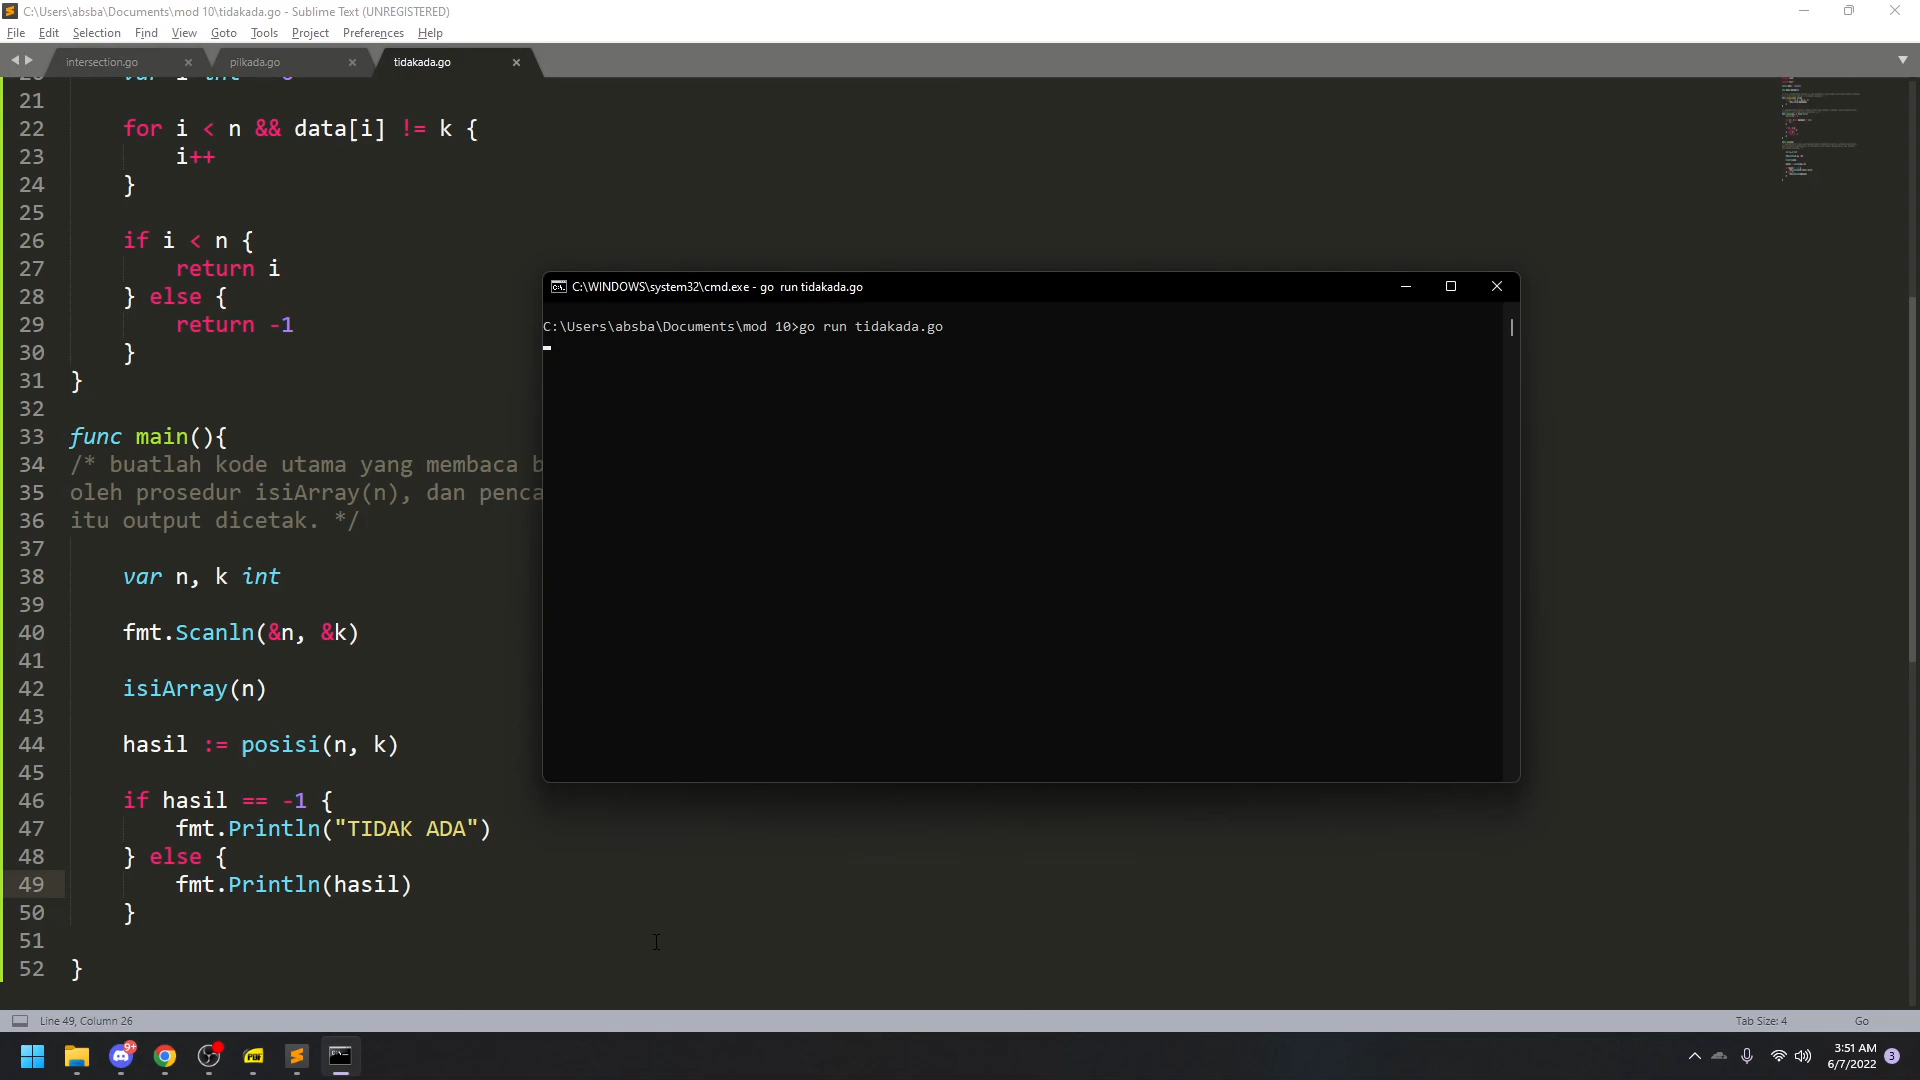 C:\Users\absba\Documents\mod 10\tidakada.go - Sublime Text (UNREGISTERED)
File Edit Selection Find View Goto Tools Project Preferences Help
intersection.go
pilkada.go
tidakada.go
21
22 for i < n && data[i] != k {
23 i++
24 }
25
26 if i < n {
27 return i
28 } else {
29 return -1
30 }
31 }
32
33 func main(){
34 /* buatlah kode utama yang membaca b
35 oleh prosedur isiArray(n), dan penca
36 itu output dicetak. */
37
38 var n, k int
39
40 fmt.Scanln(&n, &k)
41
42 isiArray(n)
43
44 hasil := posisi(n, k)
45
46 if hasil == -1 {
47 fmt.Println("TIDAK ADA")
48 } else {
49 fmt.Println(hasil)
50 }
51
52 }
C:\WINDOWS\system32\cmd.exe - go run tidakada.go
C:\Users\absba\Documents\mod 10>go run tidakada.go
Line 49, Column 26
Tab Size: 4
Go
9+
PDF
3:51 AM
6/7/2022
3